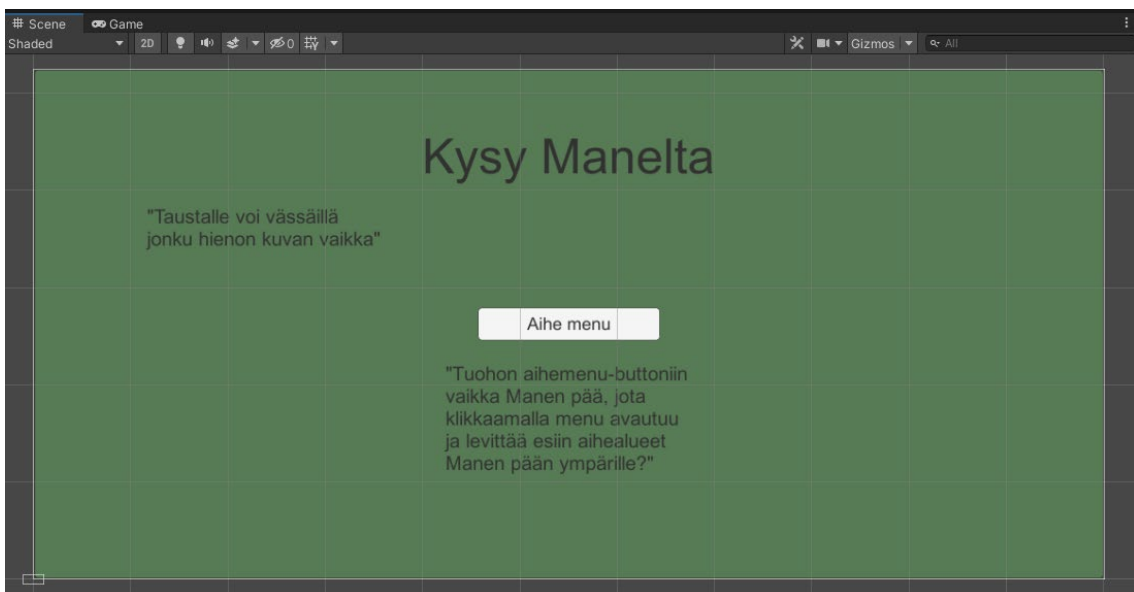 Scene Game
Shaded 2D 0 Gizmos All
Kysy Manelta
"Taustalle voi vässäillä
jonku hienon kuvan vaikka"
Aihe menu
"Tuohon aihemenu-buttoniin
vaikka Manen pää, jota
klikkaamalla menu avautuu
ja levittää esiin aihealueet
Manen pään ympärille?"